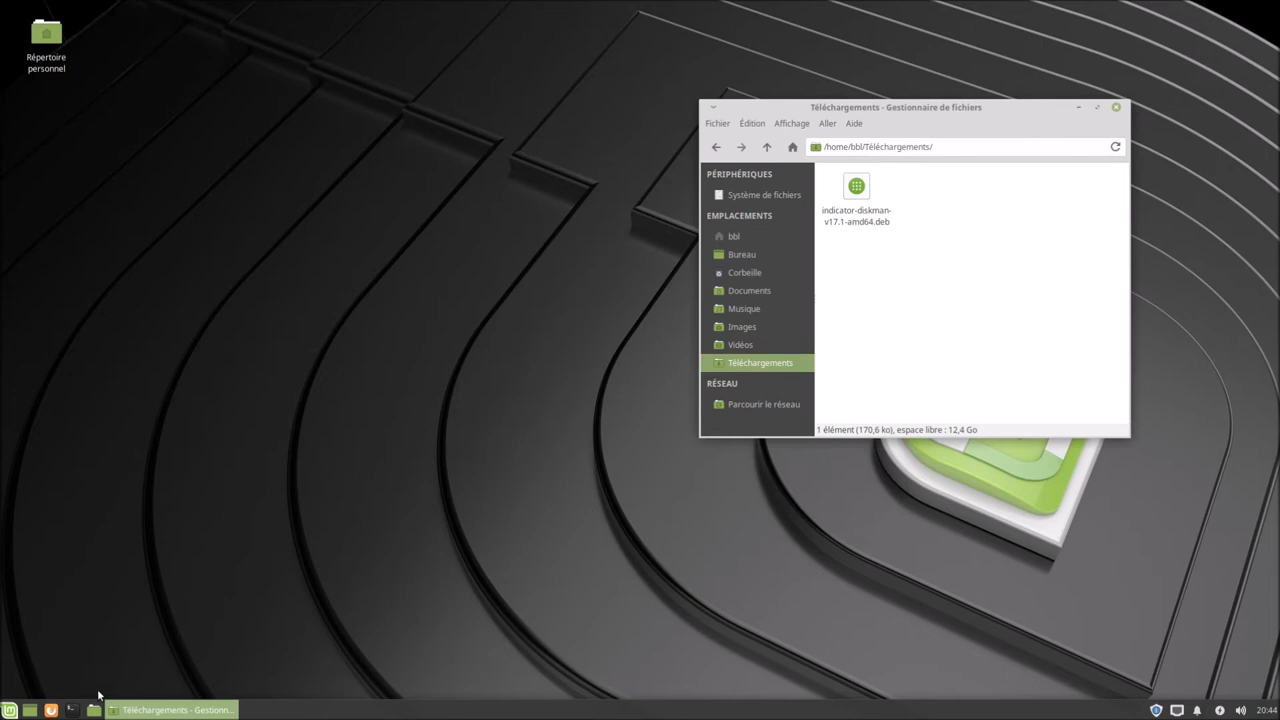 Répertoire
personnel
Téléchargements - Gestionnaire de fichiers
Fichier Édition Affichage Aller Aide
/home/bbl/Téléchargements/
PÉRIPHÉRIQUES
Système de fichiers
EMPLACEMENTS
bbl
Bureau
Corbeille
Documents
Musique
Images
Vidéos
Téléchargements
RÉSEAU
Parcourir le réseau
indicator-diskman-
v17.1-amd64.deb
1 élément (170,6 ko), espace libre : 12,4 Go
Téléchargements - Gestionn...
20:44